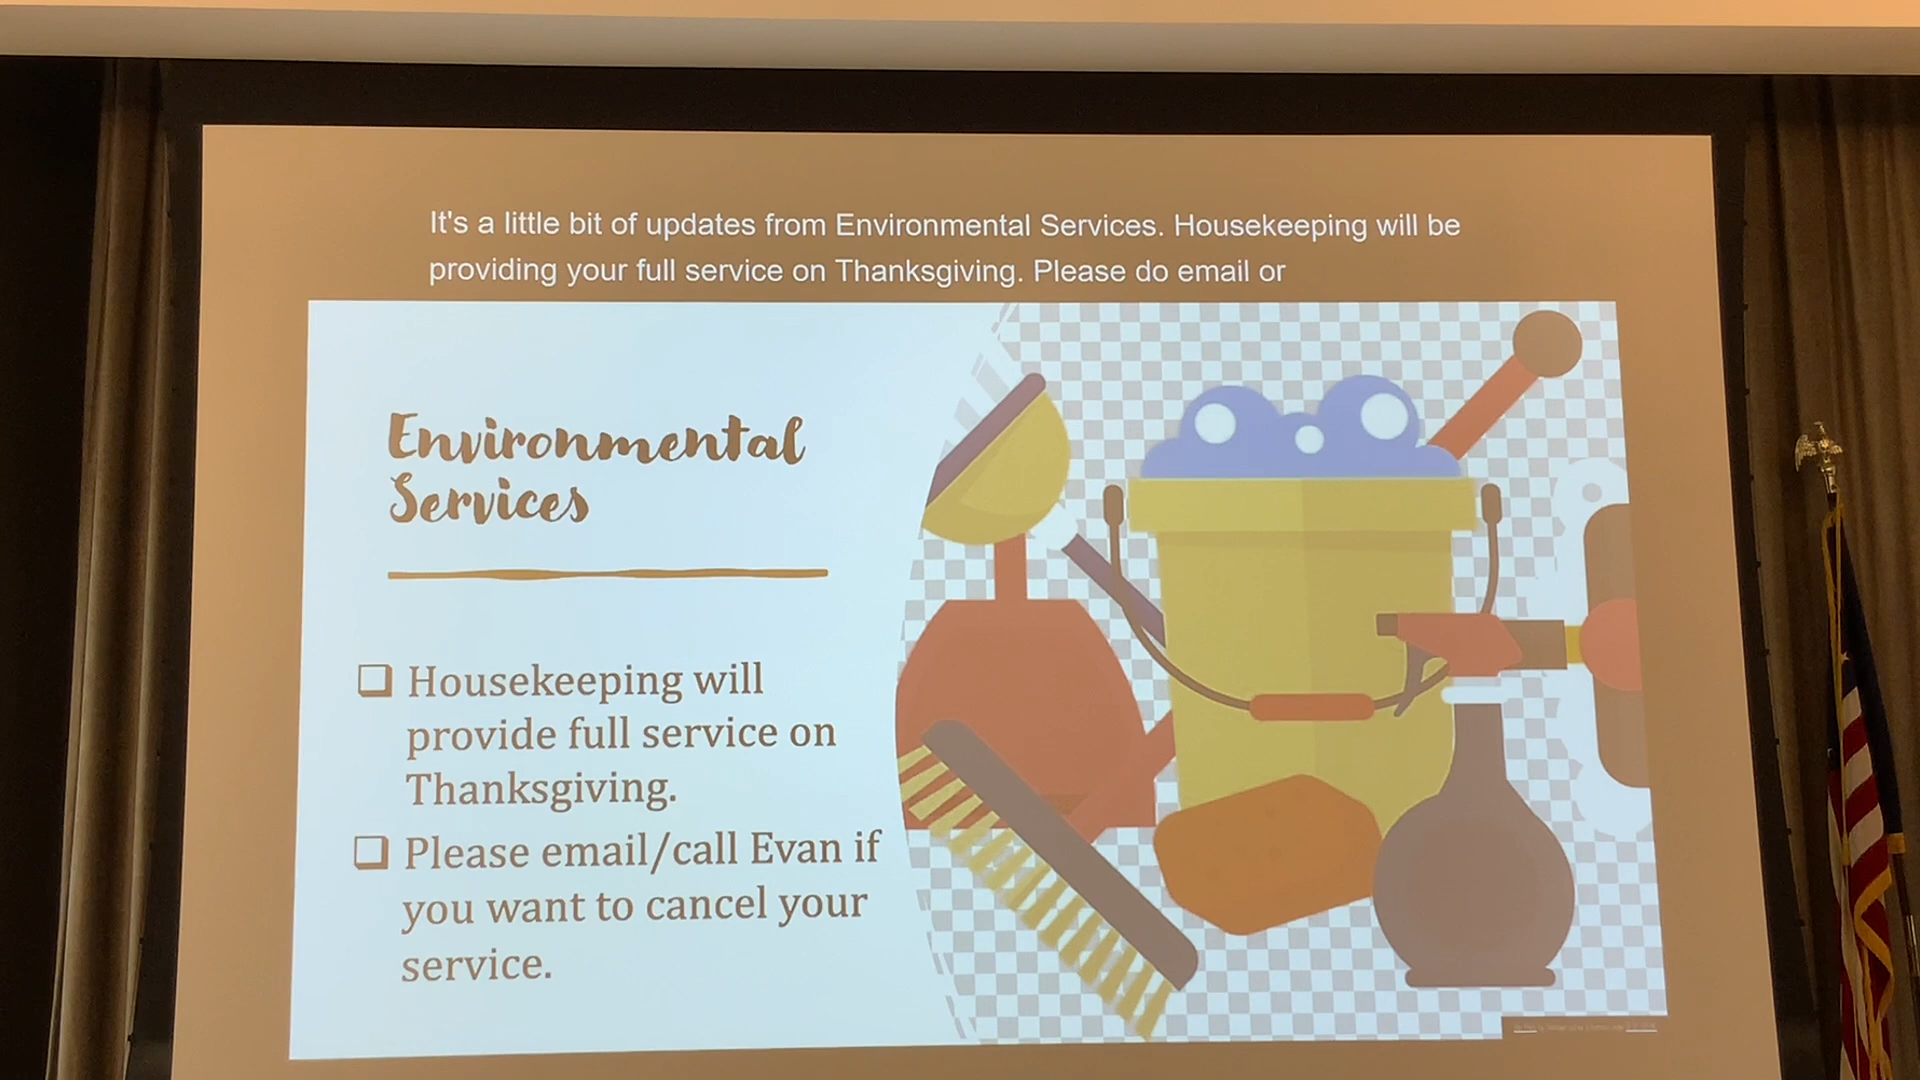 It's a little bit of updates from Environmental Services. Housekeeping will be
providing your full service on Thanksgiving. Please do email or
Environmental
Services
Housekeeping will
provide full service on
Thanksgiving.
Please email/call Evan if
you want to cancel your
service.